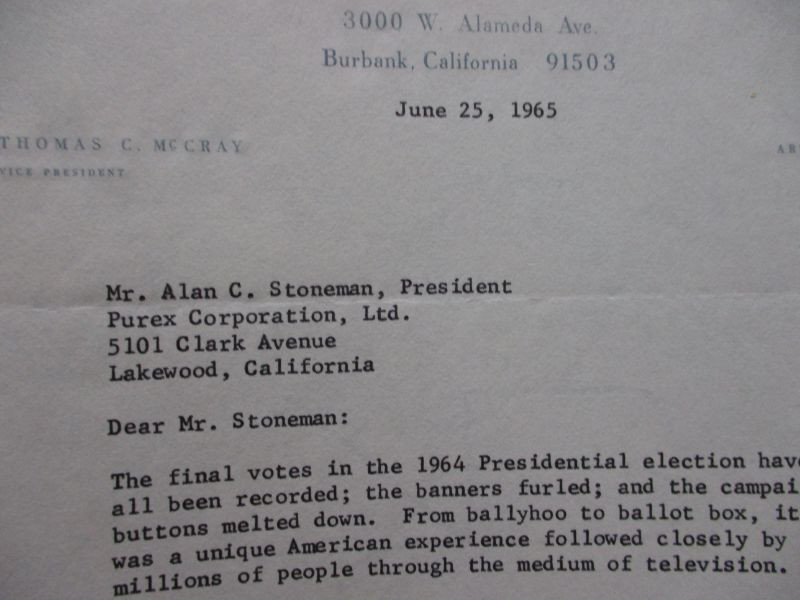 3000 W. Alameda Ave.
Burbank, California 91503
June 25, 1965
THOMAS C. McCRAY
VICE PRESIDENT
AR
Mr. Alan C. Stoneman, President
Purex Corporation, Ltd.
5101 Clark Avenue
Lakewood, California
Dear Mr. Stoneman:
The final votes in the 1964 Presidential election have
all been recorded; the banners furled; and the campai
buttons melted down. From ballyhoo to ballot box, it
was a unique American experience followed closely by
millions of people through the medium of television.